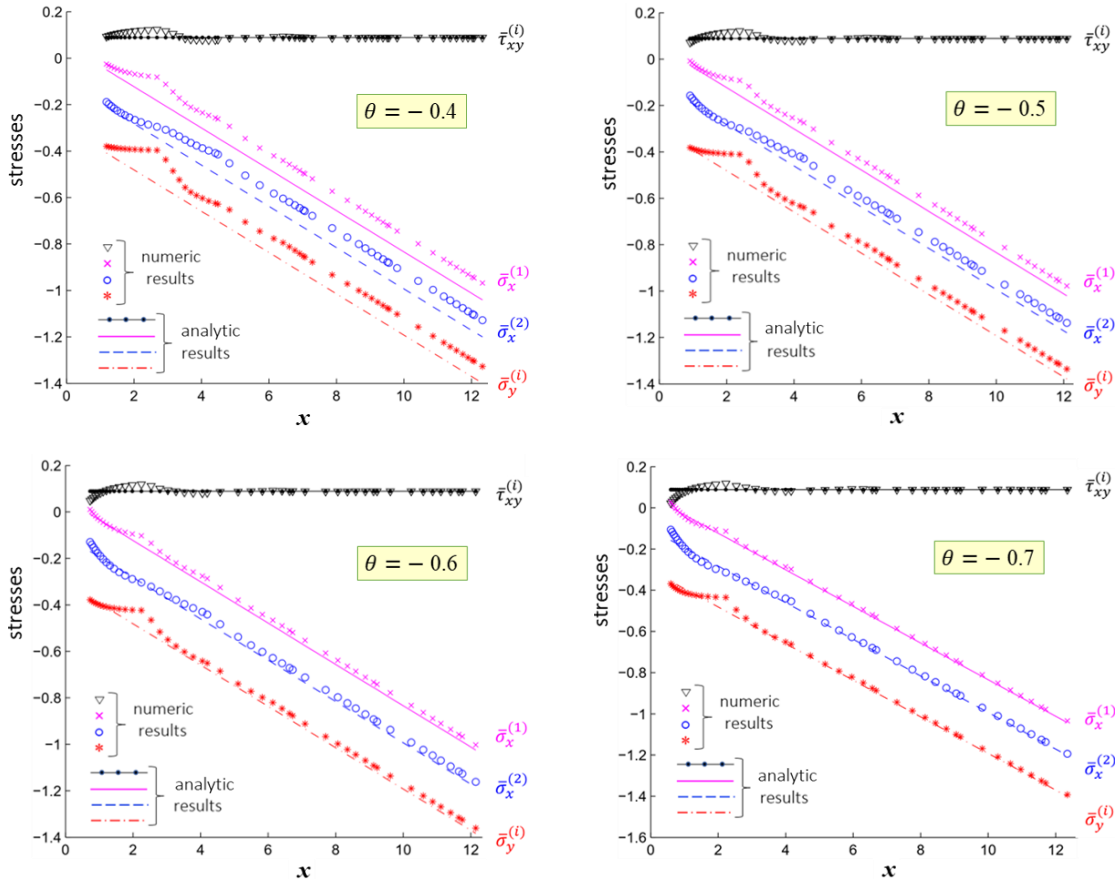 0.2
0
−0.2
−0.4
−0.6
−0.8
−1
−1.2
−1.4
stresses
θ = − 0.4
numeric
results
analytic
results
τ̄xy(i)
σ̄x(1)
σ̄x(2)
σ̄y(i)
0 2 4 6 8 10 12
x
0.2
0
−0.2
−0.4
−0.6
−0.8
−1
−1.2
−1.4
stresses
θ = − 0.5
numeric
results
analytic
results
τ̄xy(i)
σ̄x(1)
σ̄x(2)
σ̄y(i)
0 2 4 6 8 10 12
x
0.2
0
−0.2
−0.4
−0.6
−0.8
−1
−1.2
−1.4
stresses
θ = − 0.6
numeric
results
analytic
results
τ̄xy(i)
σ̄x(1)
σ̄x(2)
σ̄y(i)
0 2 4 6 8 10 12
x
0.2
0
−0.2
−0.4
−0.6
−0.8
−1
−1.2
−1.4
−1.6
stresses
θ = − 0.7
numeric
results
analytic
results
τ̄xy(i)
σ̄x(1)
σ̄x(2)
σ̄y(i)
0 2 4 6 8 10 12
x